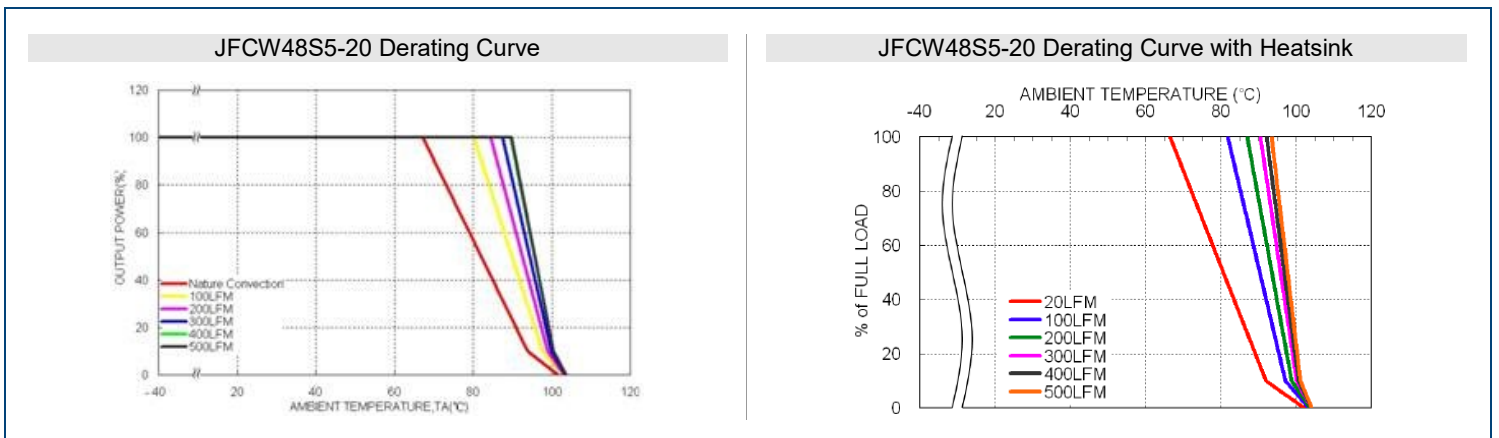 JFCW48S5-20 Derating Curve
120
100
80
60
40
20
0
OUTPUT POWER(%)
Nature Convection
100LFM
200LFM
300LFM
400LFM
500LFM
-40 20 40 60 80 100 120
AMBIENT TEMPERATURE,TA(°C)
JFCW48S5-20 Derating Curve with Heatsink
AMBIENT TEMPERATURE (°C)
-40 20 40 60 80 100 120
100
80
60
40
20
0
% of FULL LOAD
20LFM
100LFM
200LFM
300LFM
400LFM
500LFM